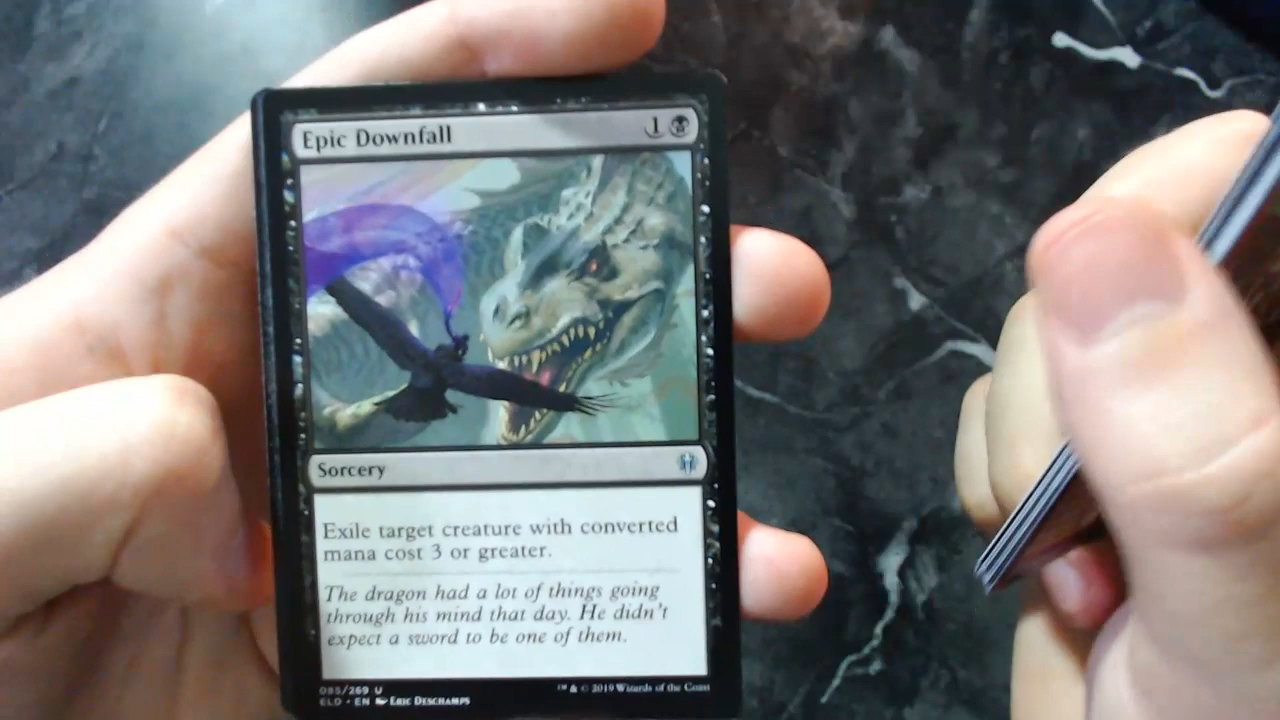 Epic Downfall 1
Sorcery
Exile target creature with converted
mana cost 3 or greater.
The dragon had a lot of things going
through his mind that day. He didn't
expect a sword to be one of them.
085/269 U
ELD • EN Eric Deschamps
™ & © 2019 Wizards of the Coast